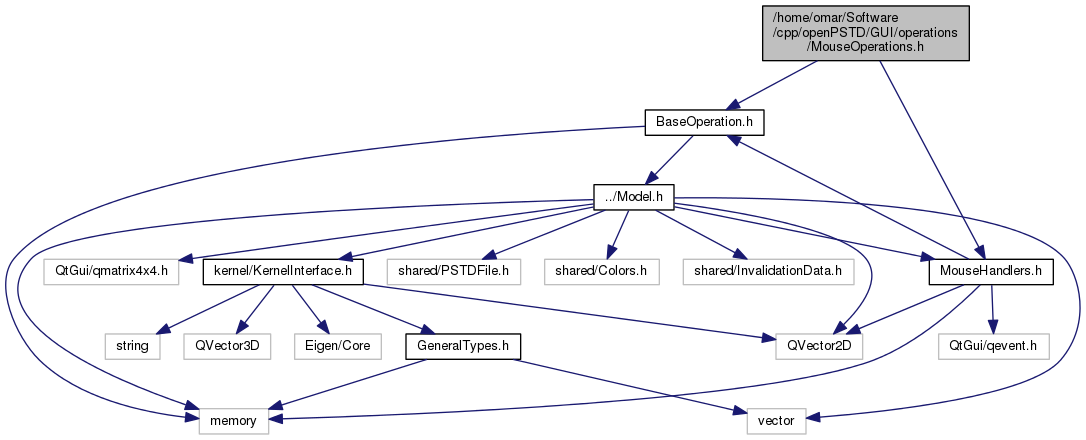 /home/omar/Software
/cpp/openPSTD/GUI/operations
/MouseOperations.h
BaseOperation.h
../Model.h
QtGui/qmatrix4x4.h
kernel/KernelInterface.h
shared/PSTDFile.h
shared/Colors.h
shared/InvalidationData.h
MouseHandlers.h
string
QVector3D
Eigen/Core
GeneralTypes.h
QVector2D
QtGui/qevent.h
memory
vector